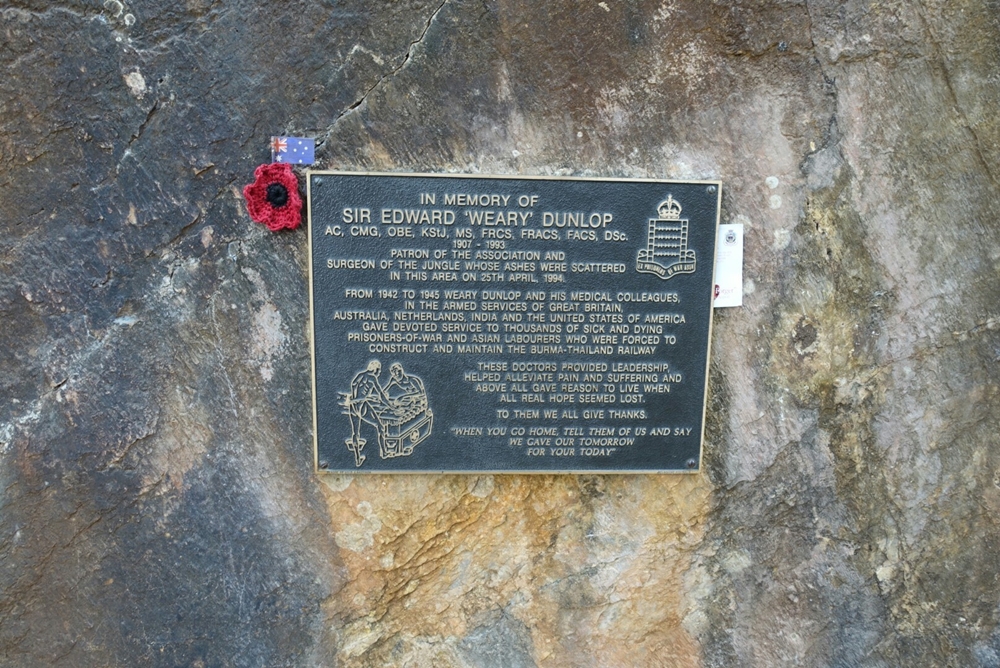 IN MEMORY OF
SIR EDWARD 'WEARY' DUNLOP
AC, CMG, OBE, KStJ, MS, FRCS, FRACS, FACS, DSc.
1907 - 1993
PATRON OF THE ASSOCIATION AND
SURGEON OF THE JUNGLE WHOSE ASHES WERE SCATTERED
IN THIS AREA ON 25TH APRIL, 1994.
FROM 1942 TO 1945 WEARY DUNLOP AND HIS MEDICAL COLLEAGUES,
IN THE ARMED SERVICES OF GREAT BRITAIN,
AUSTRALIA, NETHERLANDS, INDIA AND THE UNITED STATES OF AMERICA
GAVE DEVOTED SERVICE TO THOUSANDS OF SICK AND DYING
PRISONERS-OF-WAR AND ASIAN LABOURERS WHO WERE FORCED TO
CONSTRUCT AND MAINTAIN THE BURMA-THAILAND RAILWAY
THESE DOCTORS PROVIDED LEADERSHIP,
HELPED ALLEVIATE PAIN AND SUFFERING AND
ABOVE ALL GAVE REASON TO LIVE WHEN
ALL REAL HOPE SEEMED LOST.
TO THEM WE ALL GIVE THANKS.
"WHEN YOU GO HOME, TELL THEM OF US AND SAY
WE GAVE OUR TOMORROW
FOR YOUR TODAY"